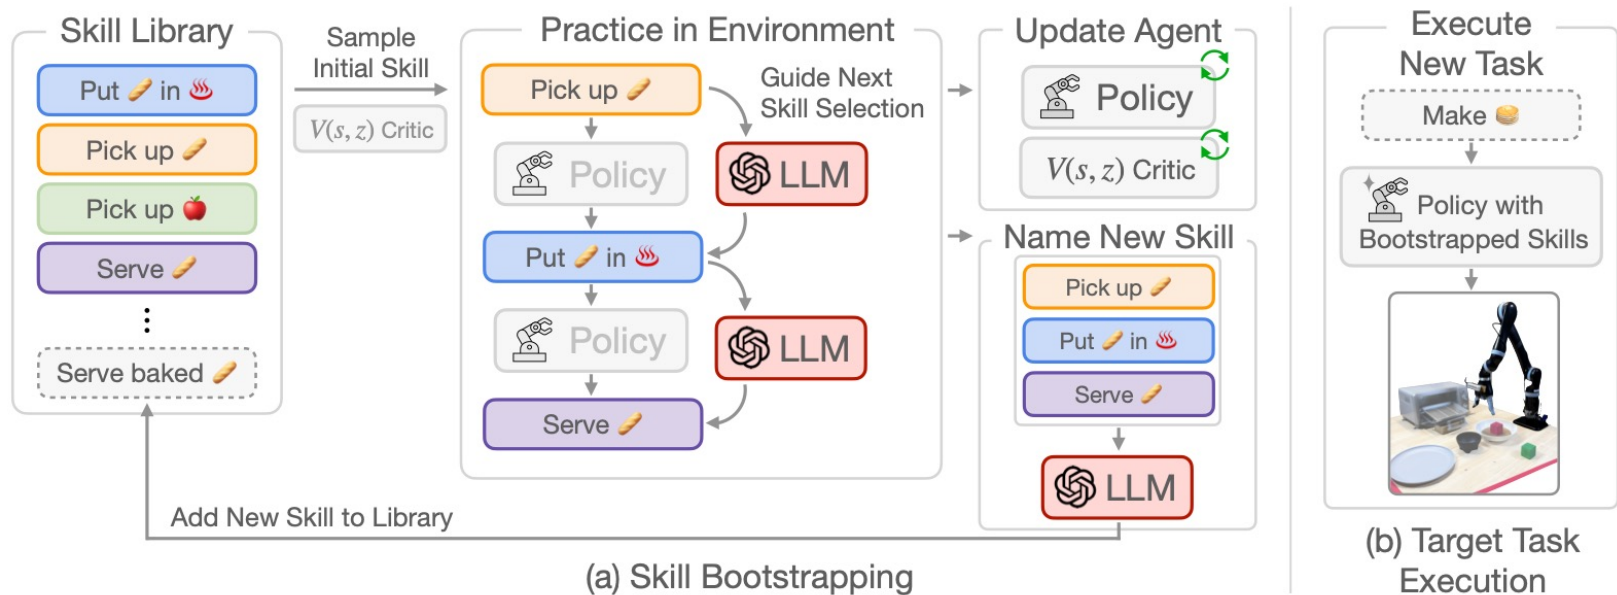 Skill Library
Put 🥖 in ♨️
Pick up 🥖
Pick up 🍎
Serve 🥖
Serve baked 🥖
Sample
Initial Skill
V(s, z) Critic
Practice in Environment
Pick up 🥖
Guide Next
Skill Selection
Policy
LLM
Put 🥖 in ♨️
Policy
LLM
Serve 🥖
Update Agent
Policy
V(s, z) Critic
Name New Skill
Pick up 🥖
Put 🥖 in ♨️
Serve 🥖
LLM
Add New Skill to Library
(a) Skill Bootstrapping
Execute
New Task
Make 🥞
Policy with
Bootstrapped Skills
(b) Target Task
Execution